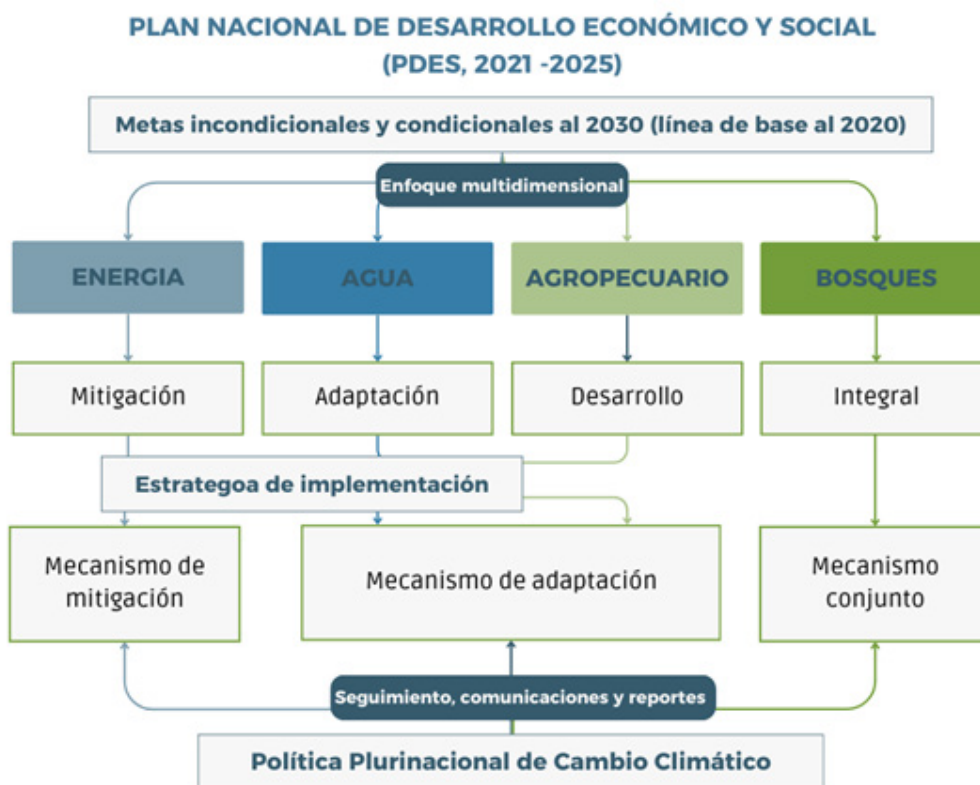 PLAN NACIONAL DE DESARROLLO ECONÓMICO Y SOCIAL
(PDES, 2021 -2025)
Metas incondicionales y condicionales al 2030 (línea de base al 2020)
Enfoque multidimensional
ENERGIA
AGUA
AGROPECUARIO
BOSQUES
Mitigación
Adaptación
Desarrollo
Integral
Estrategoa de implementación
Mecanismo de
mitigación
Mecanismo de adaptación
Mecanismo
conjunto
Seguimiento, comunicaciones y reportes
Política Plurinacional de Cambio Climático